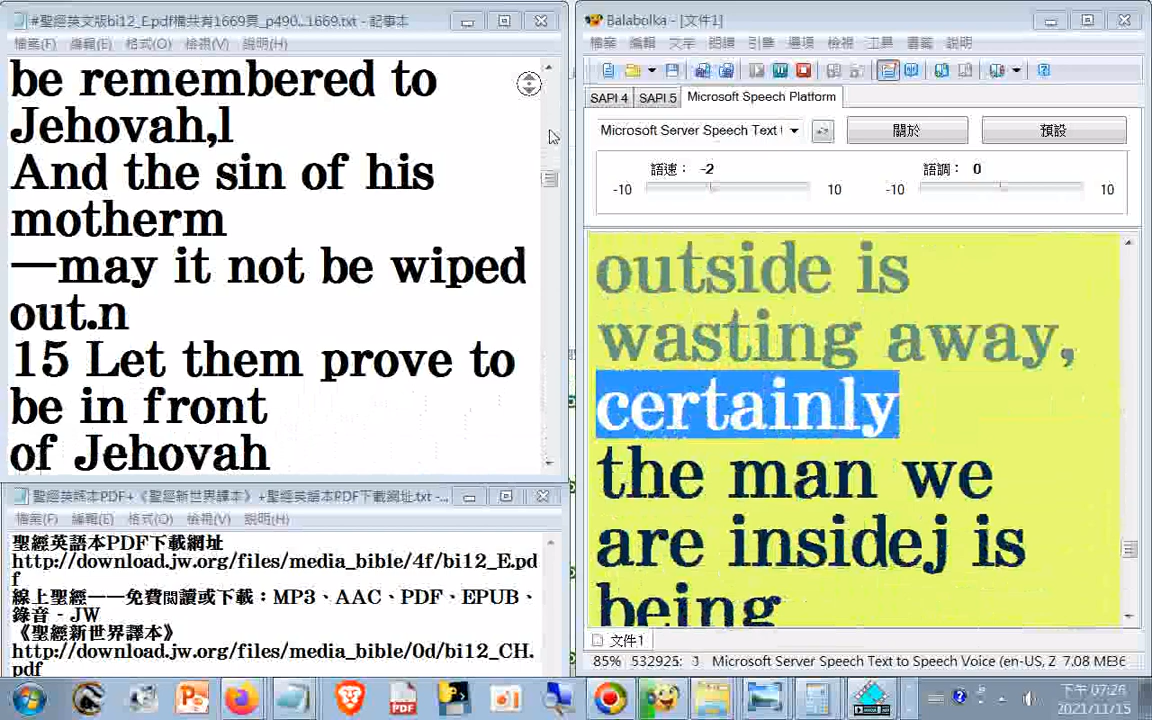 #聖經英文版bi12_E.pdf檔共有1669頁_p490...1669.txt - 記事本
檔案(F) 編輯(E) 格式(O) 檢視(V) 說明(H)
be remembered to
Jehovah,l
And the sin of his
motherm
—may it not be wiped
out.n
15 Let them prove to
be in front
of Jehovah
聖經英語本PDF+《聖經新世界譯本》+聖經英語本PDF下載網址.txt - ...
檔案(F) 編輯(E) 格式(O) 檢視(V) 說明(H)
聖經英語本PDF下載網址
http://download.jw.org/files/media_bible/4f/bi12_E.pd
f
線上聖經——免費閱讀或下載：MP3、AAC、PDF、EPUB、
錄音 - JW
《聖經新世界譯本》
http://download.jw.org/files/media_bible/0d/bi12_CH.
pdf
Balabolka - [文件1]
檔案 編輯 文字 朗讀 引擎 選項 檢視 工具 書籤 說明
SAPI 4 SAPI 5 Microsoft Speech Platform
Microsoft Server Speech Text 關於 預設
語速： -2 語調： 0
-10 10 -10 10
outside is
wasting away,
certainly
the man we
are insidej is
being
文件1
85% 532925: Microsoft Server Speech Text to Speech Voice (en-US, Z 7.08 MB
下午 07:26
2021/11/15